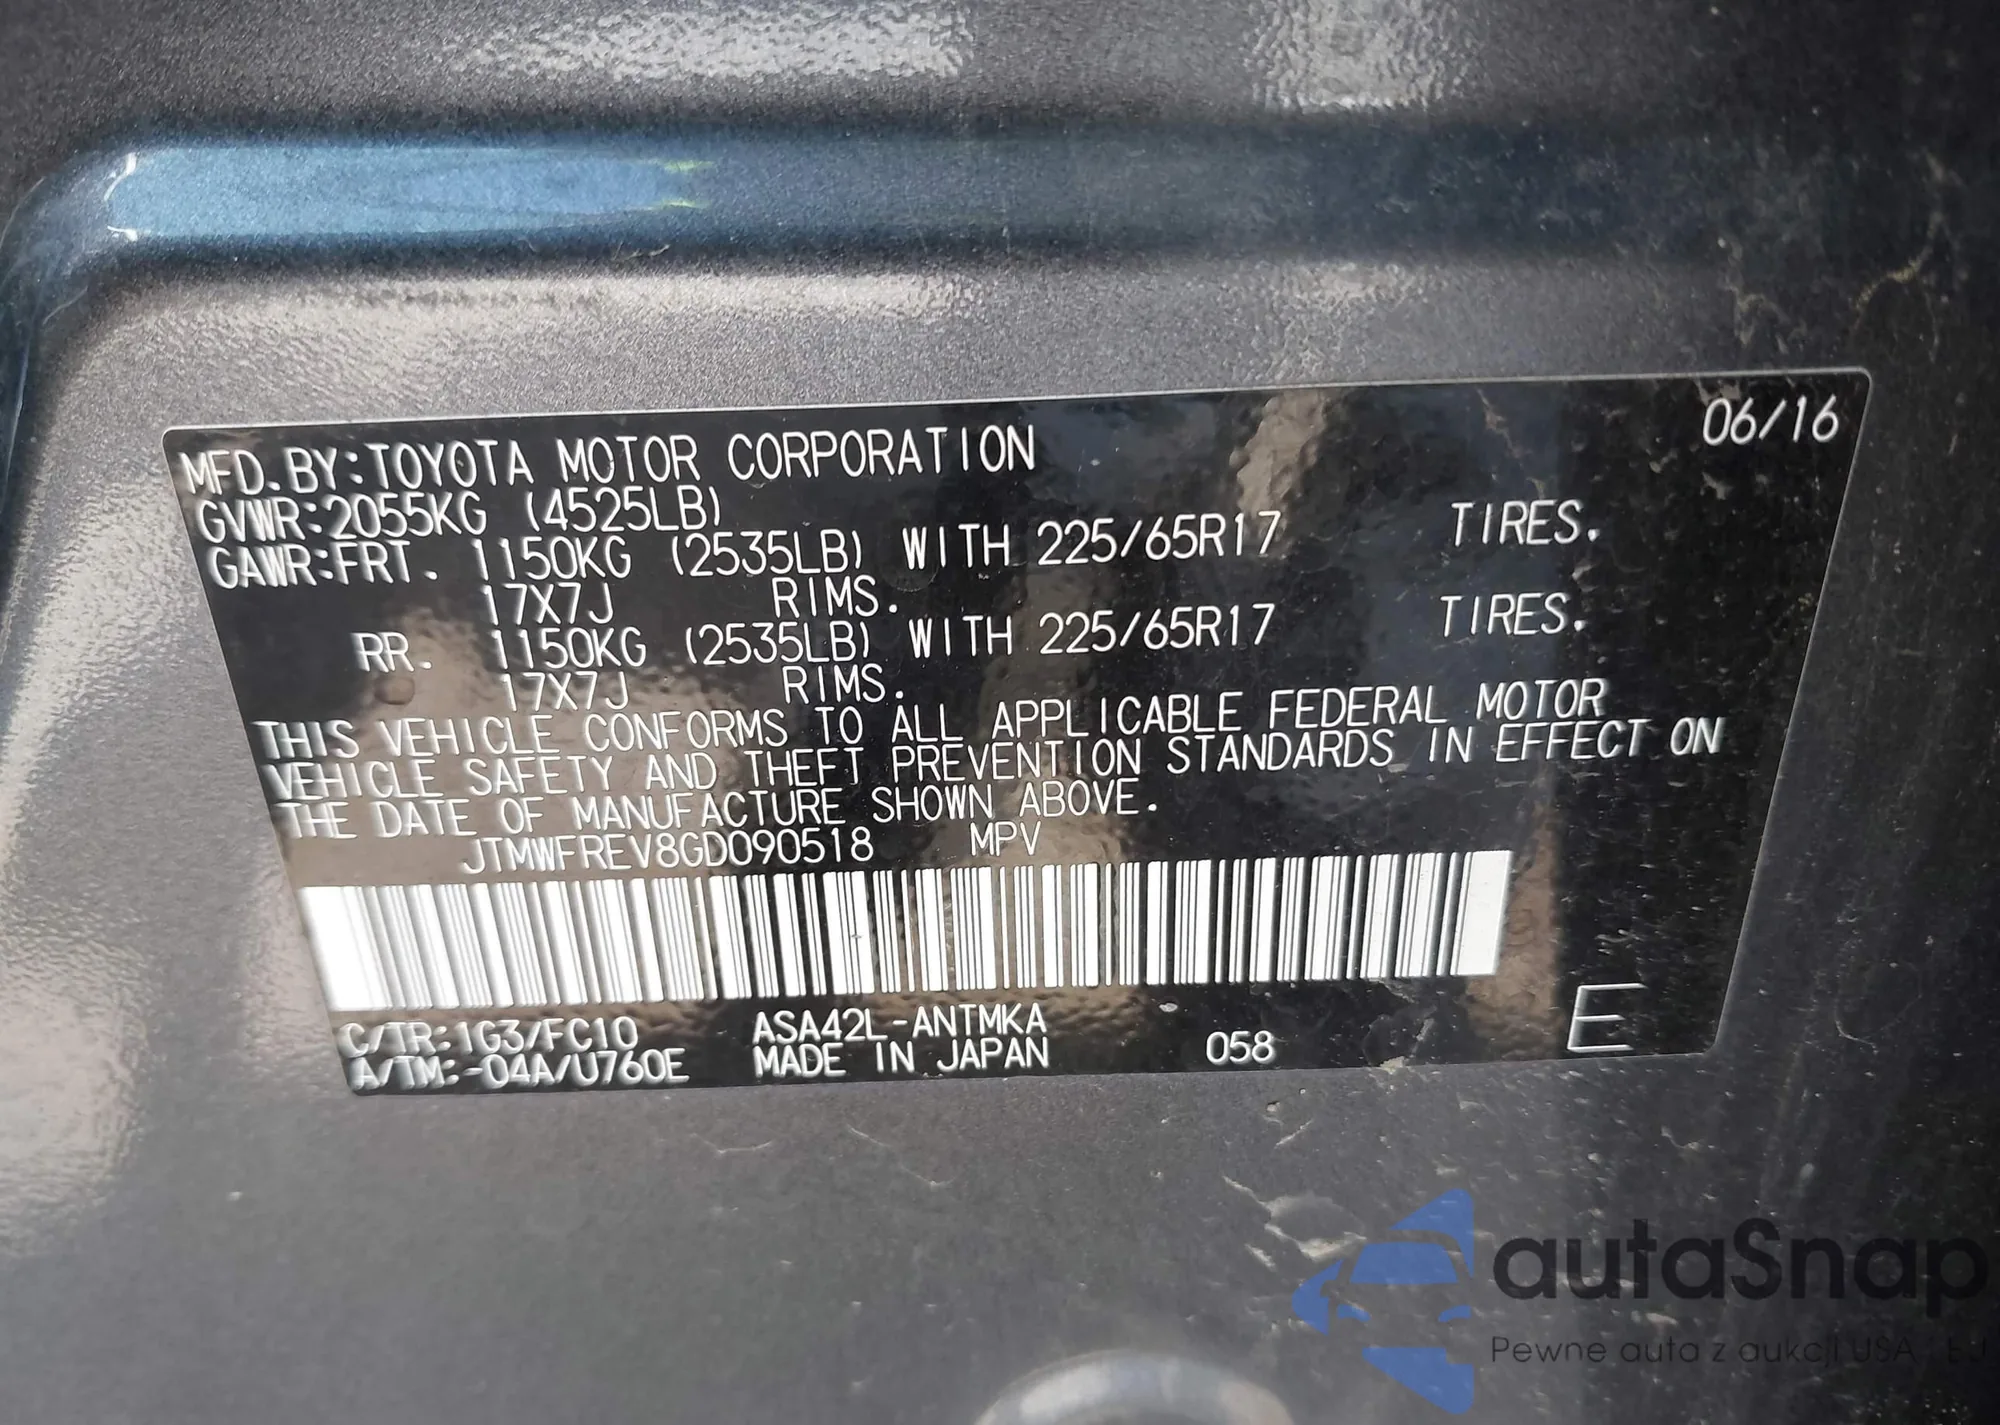 06/16
MFD.BY:TOYOTA MOTOR CORPORATION
GVWR:2055KG (4525LB)
GAWR:FRT. 1150KG (2535LB) WITH 225/65R17 TIRES.
17X7J RIMS.
RR. 1150KG (2535LB) WITH 225/65R17 TIRES.
17X7J RIMS.
THIS VEHICLE CONFORMS TO ALL APPLICABLE FEDERAL MOTOR
VEHICLE SAFETY AND THEFT PREVENTION STANDARDS IN EFFECT ON
THE DATE OF MANUFACTURE SHOWN ABOVE.
JTMWFREV8GD090518 MPV
C/TR:1G3/FC10 ASA42L-ANTMKA
A/TM:-04A/U760E MADE IN JAPAN 058 E
autaSnap
Pewne auta z aukcji USA